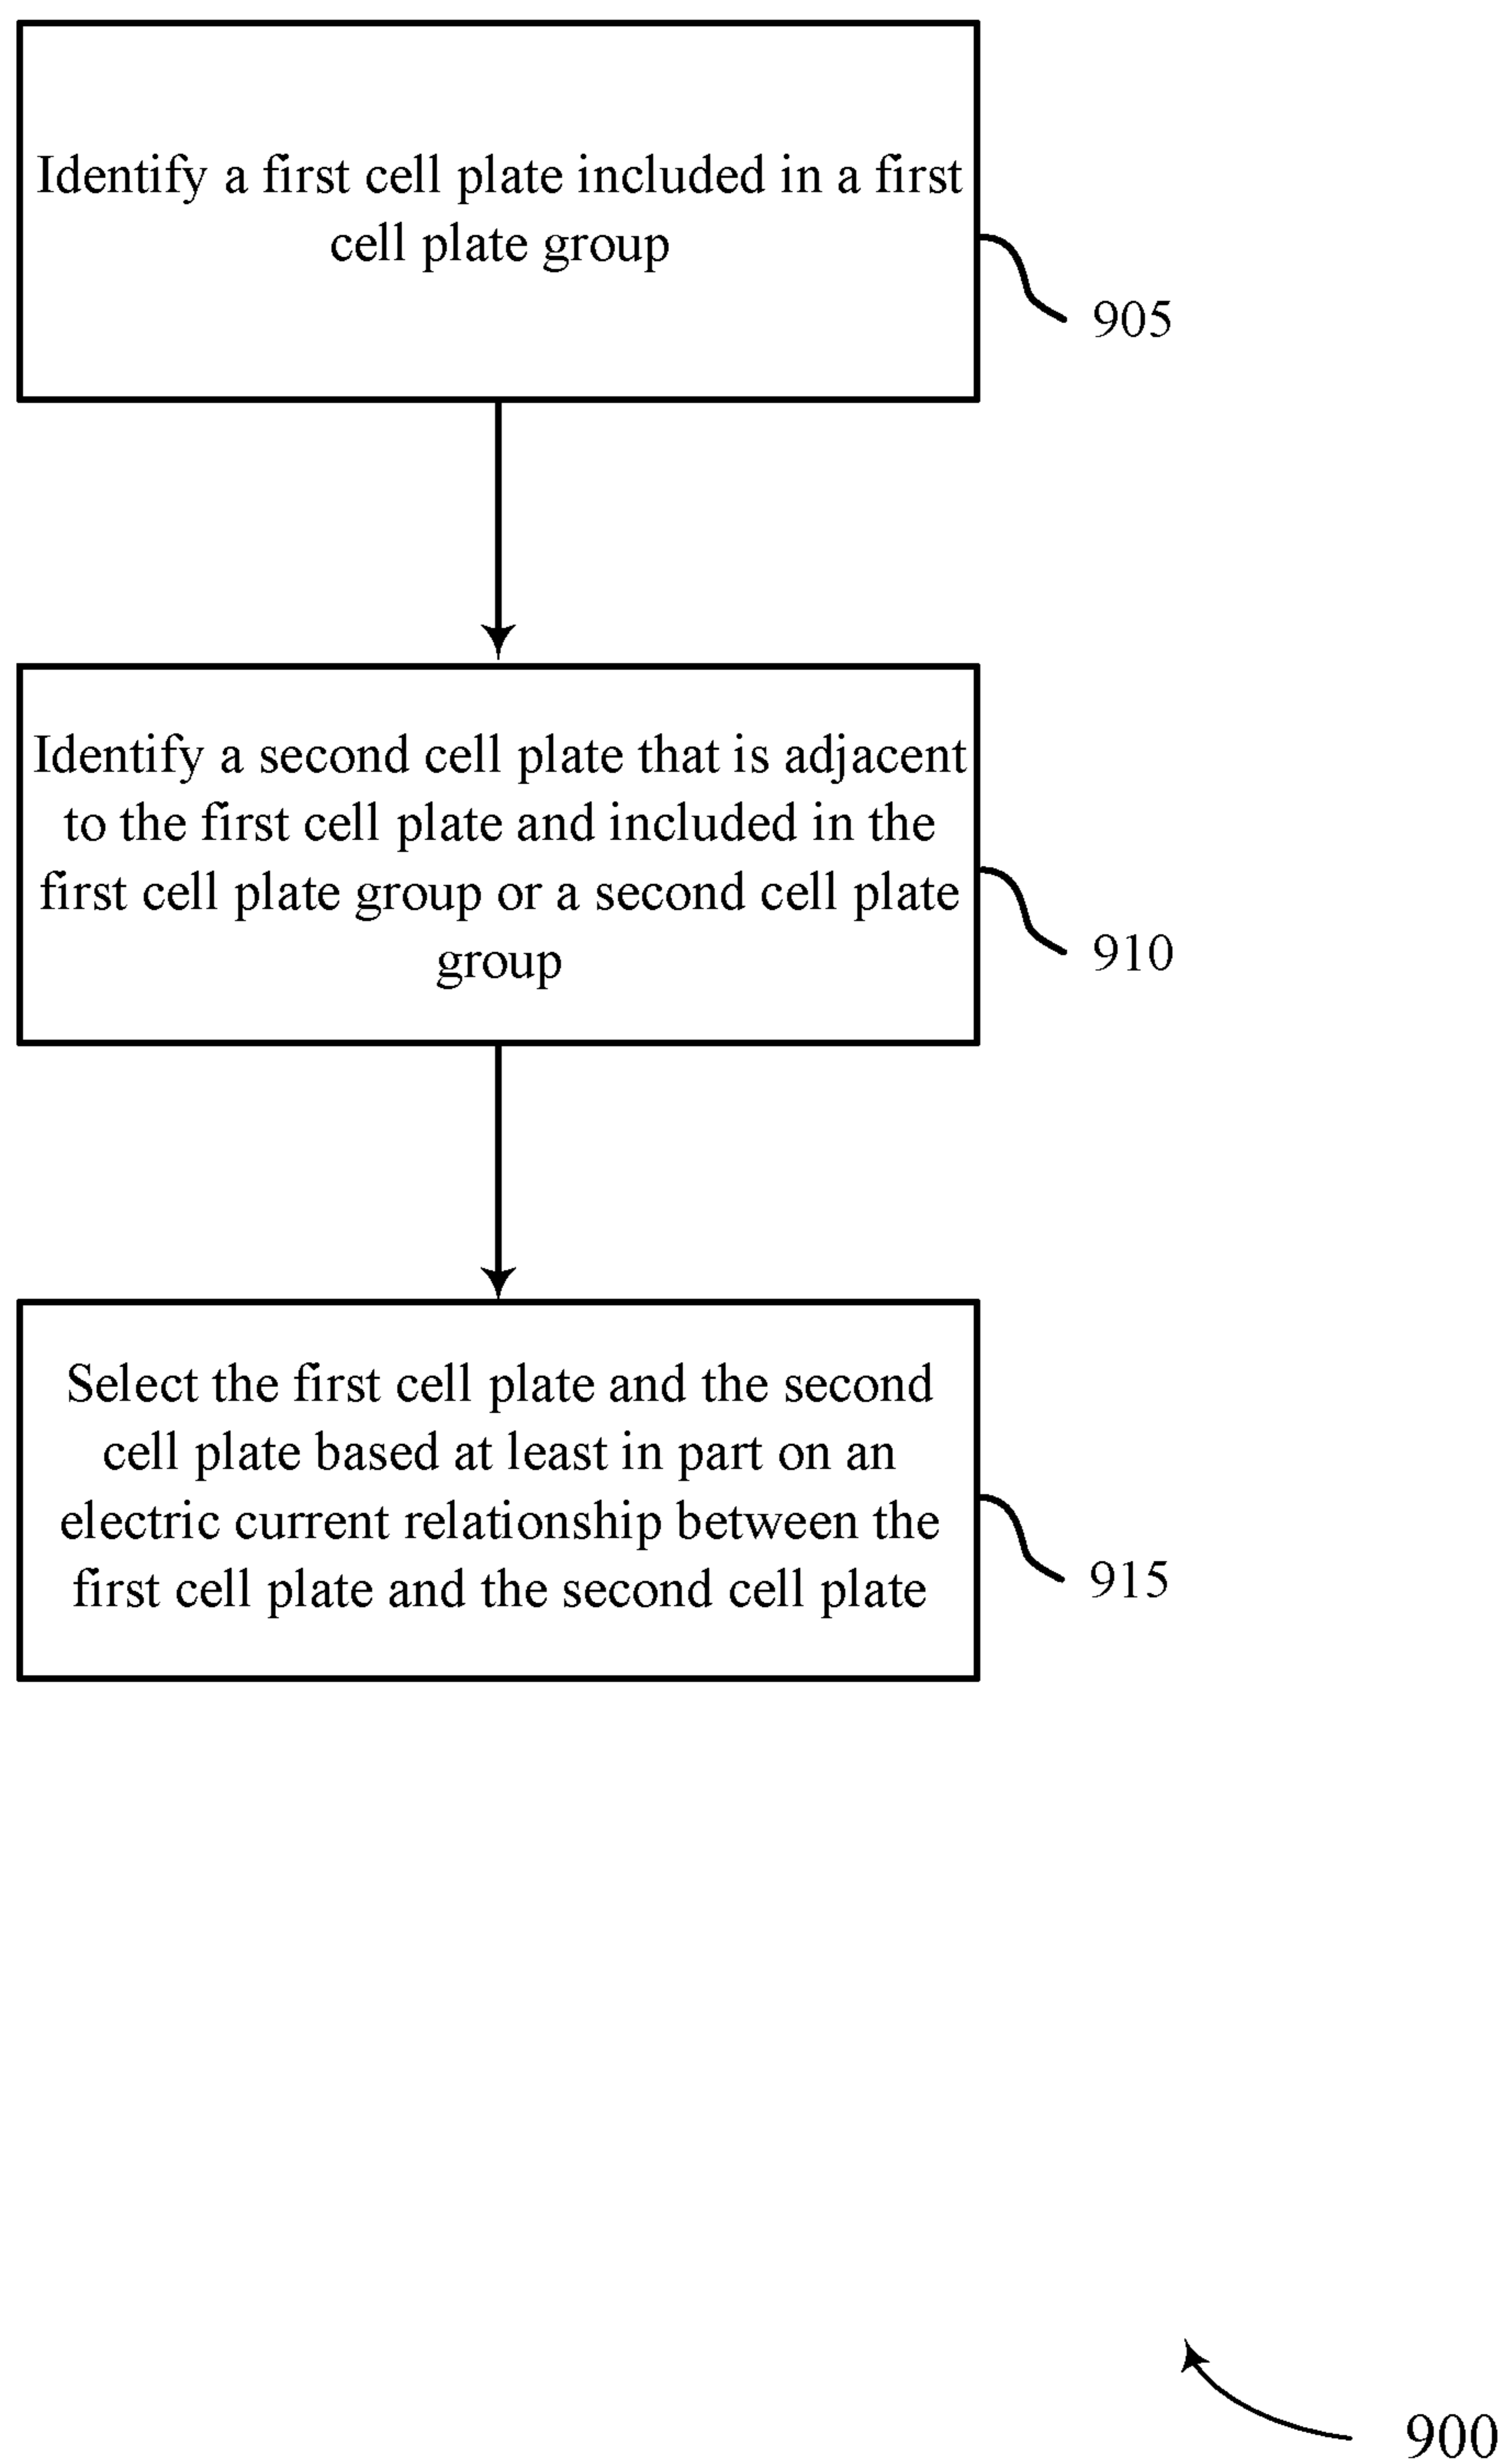 Identify a first cell plate included in a first
cell plate group
905
Identify a second cell plate that is adjacent
to the first cell plate and included in the
first cell plate group or a second cell plate
group
910
Select the first cell plate and the second
cell plate based at least in part on an
electric current relationship between the
first cell plate and the second cell plate
915
900